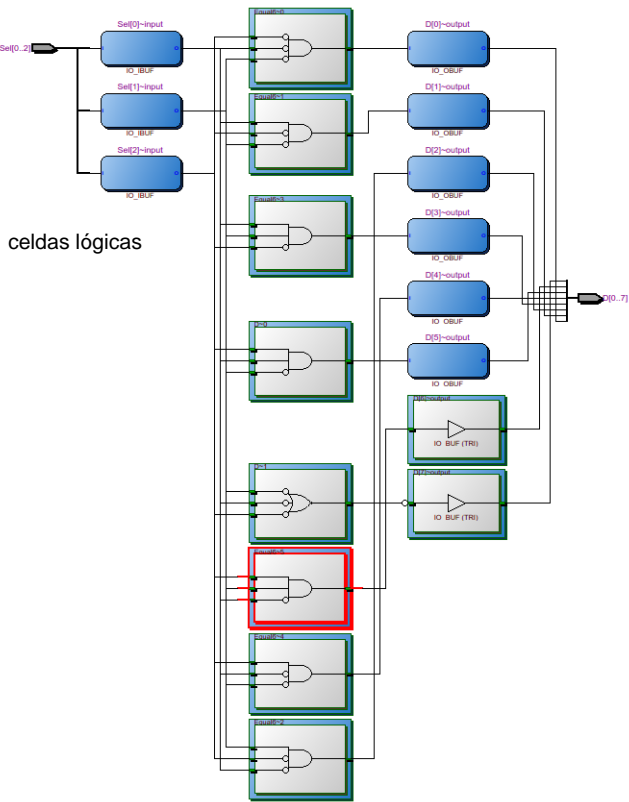 Sel[0..2]
Sel[0]~input
IO_IBUF
Sel[1]~input
IO_IBUF
Sel[2]~input
IO_IBUF
celdas lógicas
Equal6~0
Equal6~1
Equal6~3
D~0
D~1
Equal6~5
Equal6~4
Equal6~2
D[0]~output
IO_OBUF
D[1]~output
IO_OBUF
D[2]~output
IO_OBUF
D[3]~output
IO_OBUF
D[4]~output
IO_OBUF
D[5]~output
IO_OBUF
D[6]~output
IO_BUF (TRI)
D[7]~output
IO_BUF (TRI)
D[0..7]